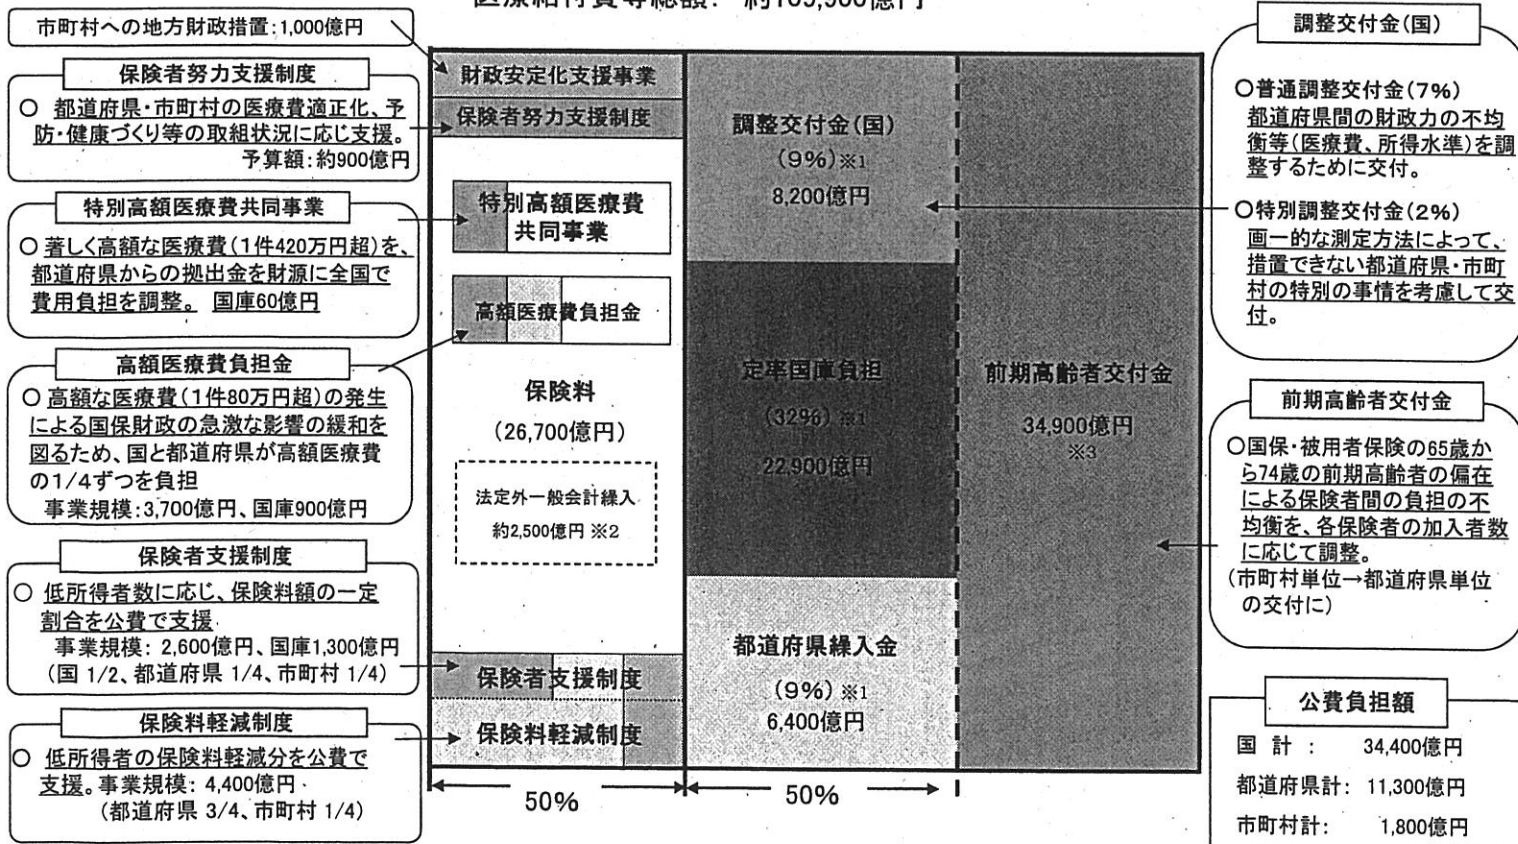 市町村への地方財政措置:1,000億円
保険者努力支援制度
○ 都道府県・市町村の医療費適正化、予
防・健康づくり等の取組状況に応じ支援。
予算額:約900億円
特別高額医療費共同事業
○ 著しく高額な医療費(1件420万円超)を、
都道府県からの拠出金を財源に全国で
費用負担を調整。 国庫60億円
高額医療費負担金
○ 高額な医療費(1件80万円超)の発生
による国保財政の急激な影響の緩和を
図るため、国と都道府県が高額医療費
の1/4ずつを負担
事業規模:3,700億円、国庫900億円
保険者支援制度
○ 低所得者数に応じ、保険料額の一定
割合を公費で支援
事業規模: 2,600億円、国庫1,300億円
(国 1/2、都道府県 1/4、市町村 1/4)
保険料軽減制度
○ 低所得者の保険料軽減分を公費で
支援。事業規模: 4,400億円
(都道府県 3/4、市町村 1/4)
財政安定化支援事業
保険者努力支援制度
特別高額医療費
共同事業
高額医療費負担金
保険料
(26,700億円)
法定外一般会計繰入
約2,500億円 ※2
保険者支援制度
保険料軽減制度
50%
調整交付金(国)
(9%)※1
8,200億円
定率国庫負担
(32%)※1
22,900億円
都道府県繰入金
(9%)※1
6,400億円
50%
前期高齢者交付金
34,900億円
※3
調整交付金(国)
○普通調整交付金(7%)
都道府県間の財政力の不均
衡等(医療費、所得水準)を調
整するために交付。
○特別調整交付金(2%)
画一的な測定方法によって、
措置できない都道府県・市町
村の特別の事情を考慮して交
付。
前期高齢者交付金
○国保・被用者保険の65歳か
ら74歳の前期高齢者の偏在
による保険者間の負担の不
均衡を、各保険者の加入者数
に応じて調整。
(市町村単位→都道府県単位
の交付に)
公費負担額
国 計 : 34,400億円
都道府県計: 11,300億円
市町村計: 1,800億円